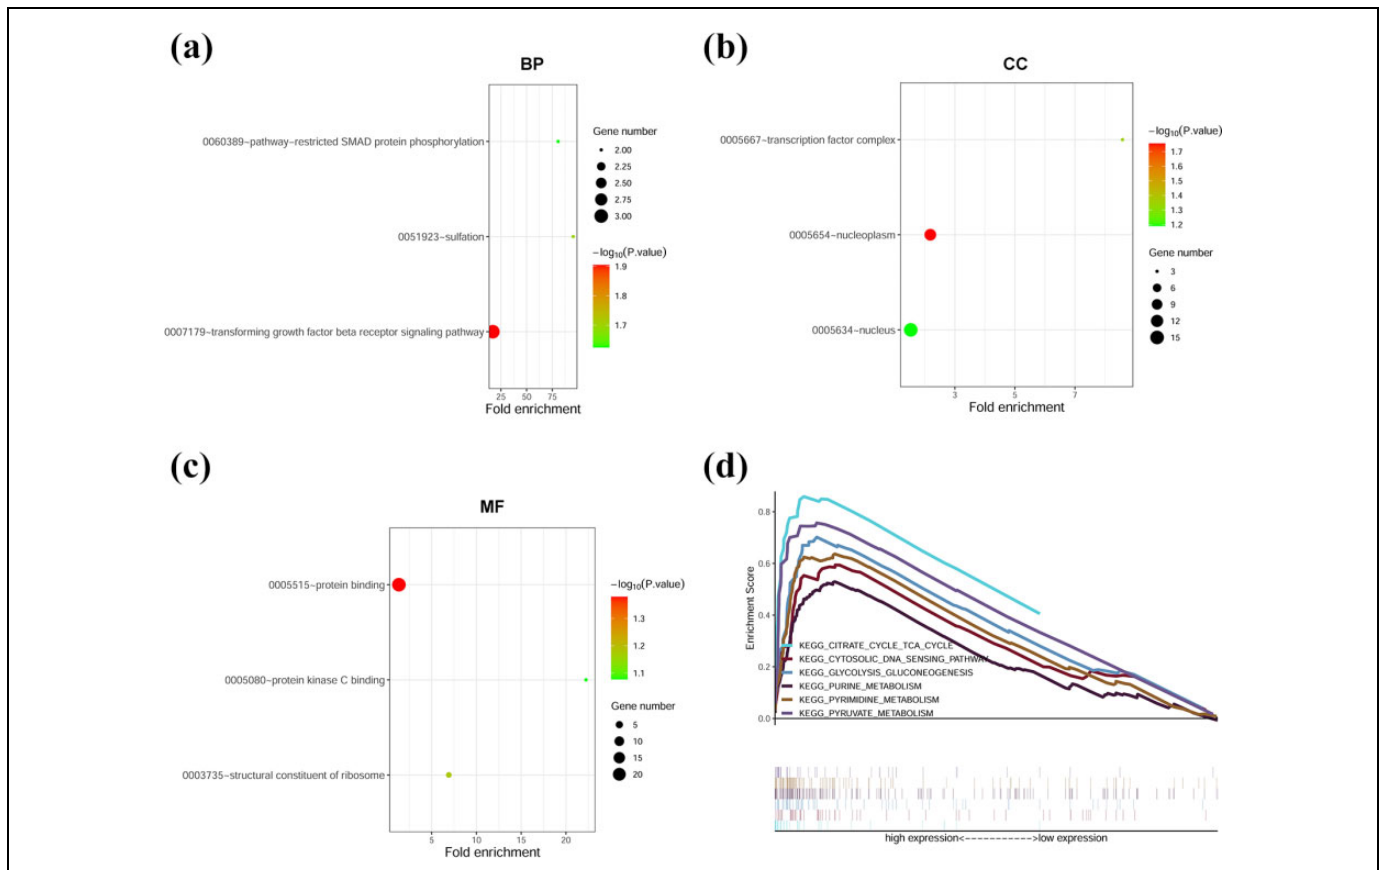 (a)
BP
0060389~pathway-restricted SMAD protein phosphorylation
0051923~sulfation
0007179~transforming growth factor beta receptor signaling pathway
25 50 75
Fold enrichment
Gene number
2.00
2.25
2.50
2.75
3.00
−log10(P.value)
1.9
1.8
1.7
(b)
CC
0005667~transcription factor complex
0005654~nucleoplasm
0005634~nucleus
3 5 7
Fold enrichment
−log10(P.value)
1.7
1.6
1.5
1.4
1.3
1.2
Gene number
3
6
9
12
15
(c)
MF
0005515~protein binding
0005080~protein kinase C binding
0003735~structural constituent of ribosome
5 10 15 20
Fold enrichment
−log10(P.value)
1.3
1.2
1.1
Gene number
5
10
15
20
(d)
Enrichment Score
0.8
0.6
0.4
0.2
0.0
KEGG_CITRATE_CYCLE_TCA_CYCLE
KEGG_CYTOSOLIC_DNA_SENSING_PATHWAY
KEGG_GLYCOLYSIS_GLUCONEOGENESIS
KEGG_PURINE_METABOLISM
KEGG_PYRIMIDINE_METABOLISM
KEGG_PYRUVATE_METABOLISM
high expression<----------->low expression